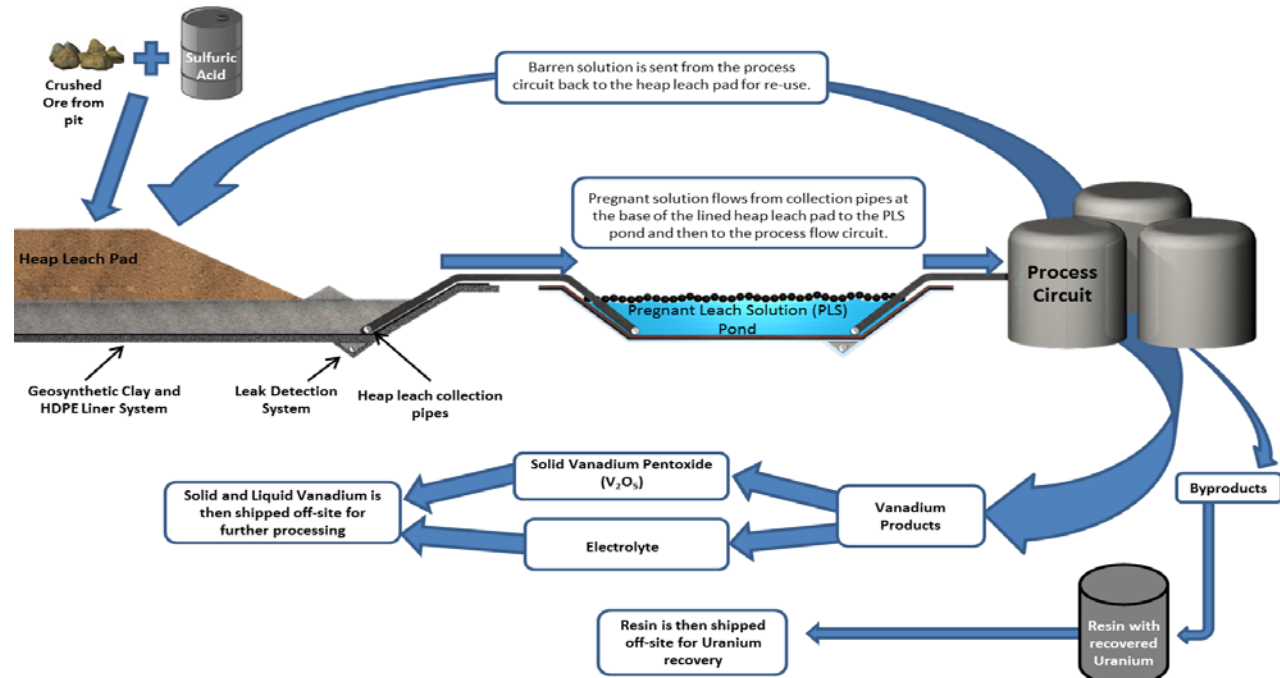 Sulfuric
Acid
Crushed
Ore from
pit
Barren solution is sent from the process
circuit back to the heap leach pad for re-use.
Pregnant solution flows from collection pipes at
the base of the lined heap leach pad to the PLS
pond and then to the process flow circuit.
Heap Leach Pad
Pregnant Leach Solution (PLS)
Pond
Process
Circuit
Geosynthetic Clay and
HDPE Liner System
Leak Detection
System
Heap leach collection
pipes
Solid Vanadium Pentoxide
(V₂O₅)
Solid and Liquid Vanadium is
then shipped off-site for
further processing
Electrolyte
Vanadium
Products
Byproducts
Resin is then shipped
off-site for Uranium
recovery
Resin with
recovered
Uranium